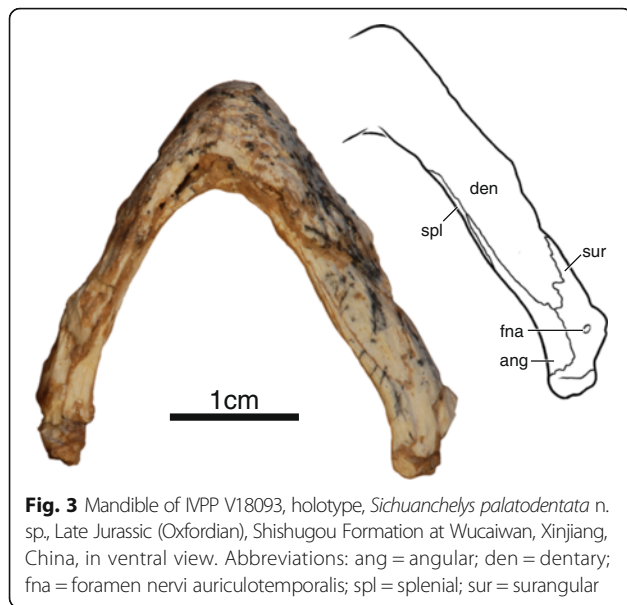 den
spl
sur
fna
ang
1cm
Fig. 3 Mandible of IVPP V18093, holotype, Sichuanchelys palatodentata n.
sp., Late Jurassic (Oxfordian), Shishugou Formation at Wucaiwan, Xinjiang,
China, in ventral view. Abbreviations: ang = angular; den = dentary;
fna = foramen nervi auriculotemporalis; spl = splenial; sur = surangular